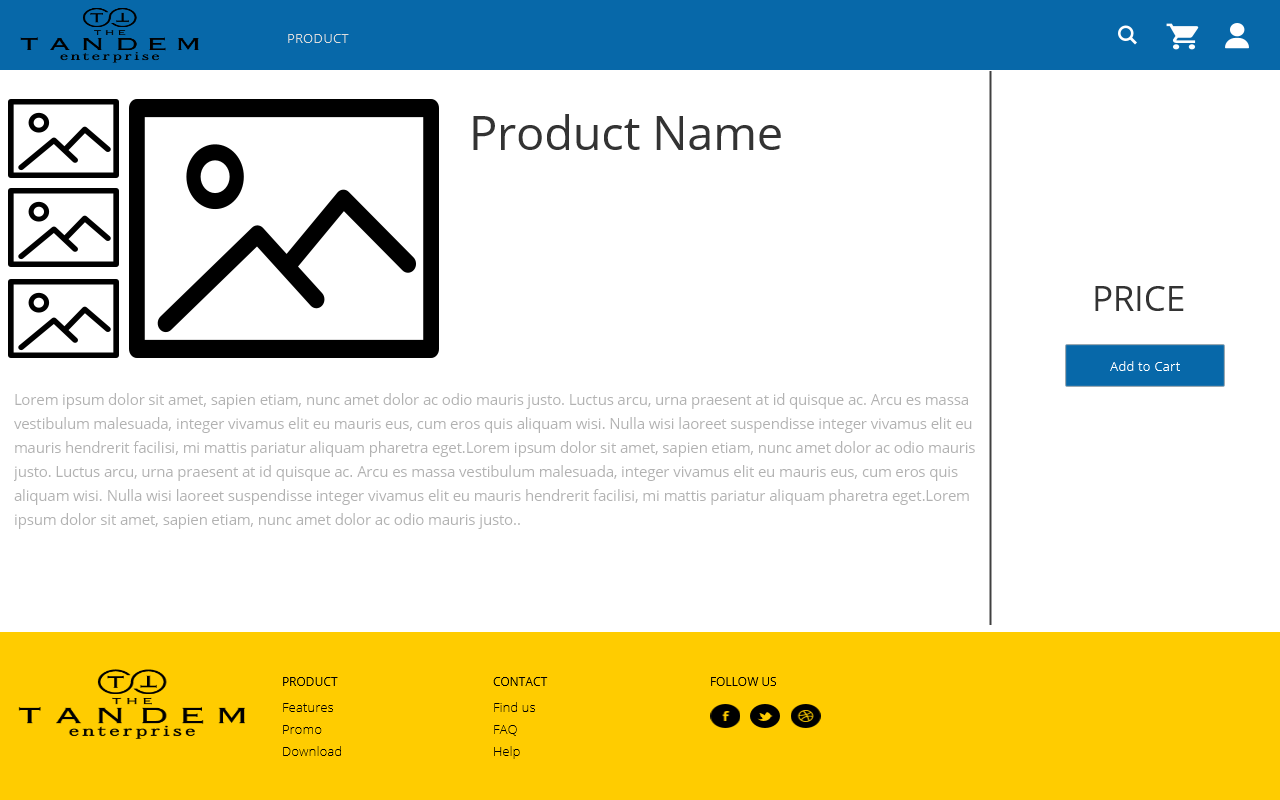 TT
THE
TANDEM
enterprise
PRODUCT
Product Name
PRICE
Add to Cart
Lorem ipsum dolor sit amet, sapien etiam, nunc amet dolor ac odio mauris justo. Luctus arcu, urna praesent at id quisque ac. Arcu es massa
vestibulum malesuada, integer vivamus elit eu mauris eus, cum eros quis aliquam wisi. Nulla wisi laoreet suspendisse integer vivamus elit eu
mauris hendrerit facilisi, mi mattis pariatur aliquam pharetra eget.Lorem ipsum dolor sit amet, sapien etiam, nunc amet dolor ac odio mauris
justo. Luctus arcu, urna praesent at id quisque ac. Arcu es massa vestibulum malesuada, integer vivamus elit eu mauris eus, cum eros quis
aliquam wisi. Nulla wisi laoreet suspendisse integer vivamus elit eu mauris hendrerit facilisi, mi mattis pariatur aliquam pharetra eget.Lorem
ipsum dolor sit amet, sapien etiam, nunc amet dolor ac odio mauris justo..
TT
THE
TANDEM
enterprise
PRODUCT
Features
Promo
Download
CONTACT
Find us
FAQ
Help
FOLLOW US
f